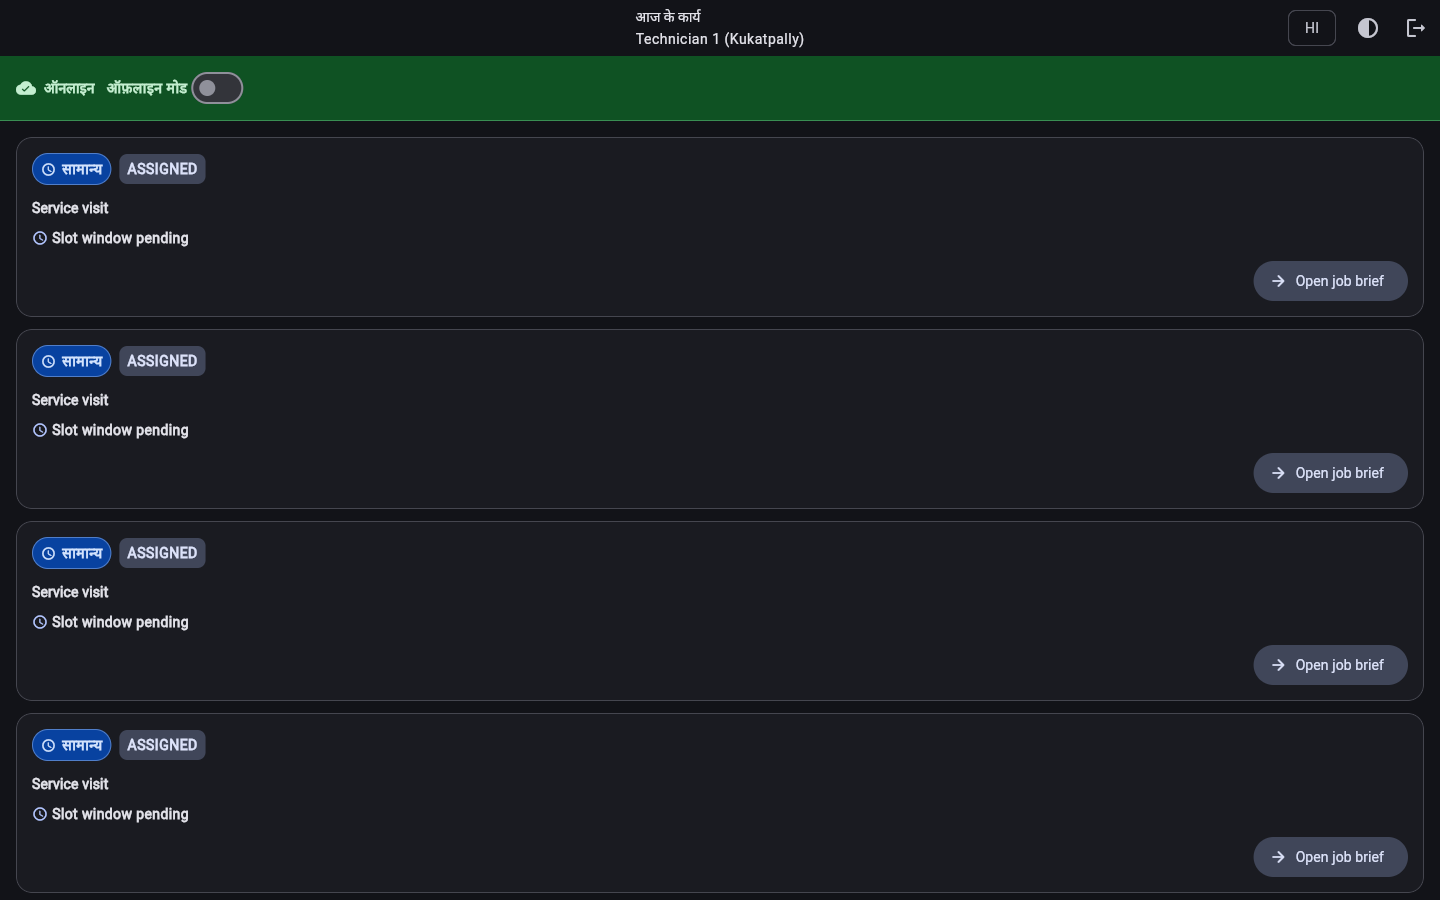 आज के कार्य
Technician 1 (Kukatpally)
HI
ऑनलाइन ऑफ़लाइन मोड
सामान्य ASSIGNED
Service visit
Slot window pending
Open job brief
सामान्य ASSIGNED
Service visit
Slot window pending
Open job brief
सामान्य ASSIGNED
Service visit
Slot window pending
Open job brief
सामान्य ASSIGNED
Service visit
Slot window pending
Open job brief